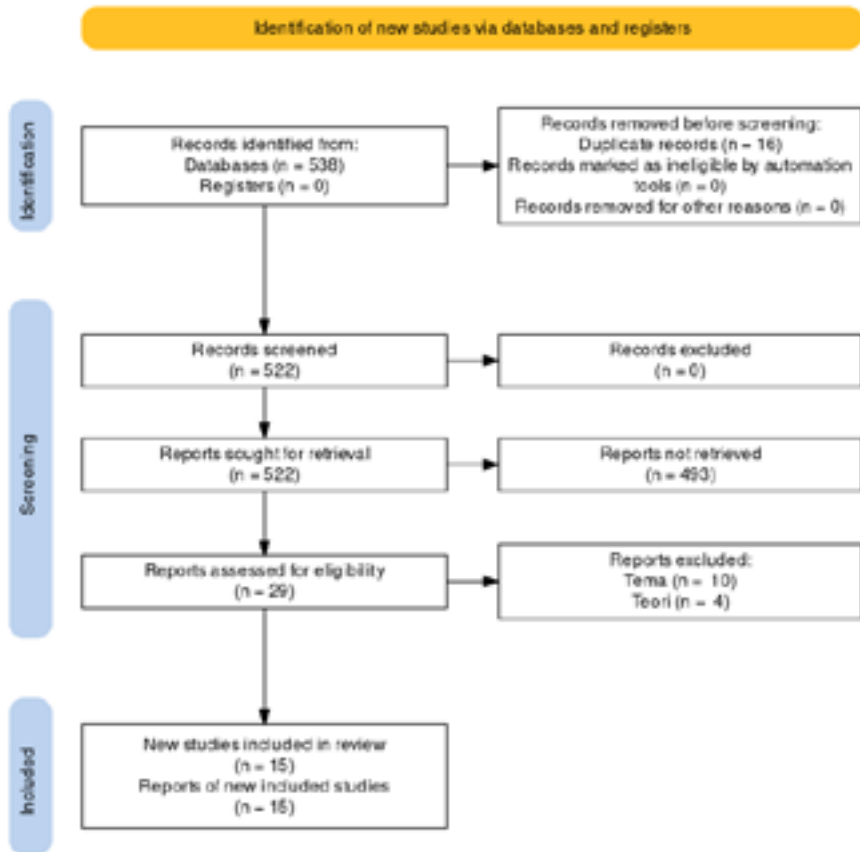 Identification of new studies via databases and registers
Identification
Records identified from:
Databases (n = 538)
Registers (n = 0)
Records removed before screening:
Duplicate records (n = 16)
Records marked as ineligible by automation
tools (n = 0)
Records removed for other reasons (n = 0)
Screening
Records screened
(n = 522)
Records excluded
(n = 0)
Reports sought for retrieval
(n = 522)
Reports not retrieved
(n = 493)
Reports assessed for eligibility
(n = 29)
Reports excluded:
Tema (n = 10)
Teori (n = 4)
Included
New studies included in review
(n = 15)
Reports of new included studies
(n = 15)